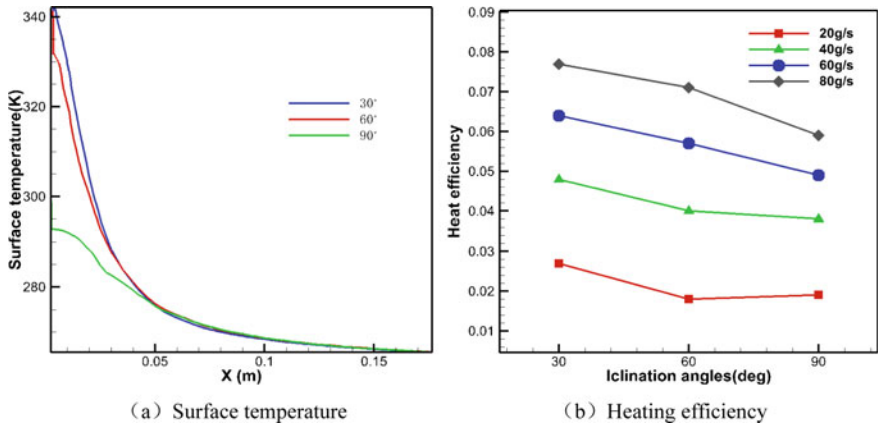 340
320
300
280
Surface temperature(K)
0.05
0.1
0.15
X (m)
30°
60°
90°
(a) Surface temperature
0.09
0.08
0.07
0.06
0.05
0.04
0.03
0.02
0.01
Heat efficiency
30
60
90
Iclination angles(deg)
20g/s
40g/s
60g/s
80g/s
(b) Heating efficiency